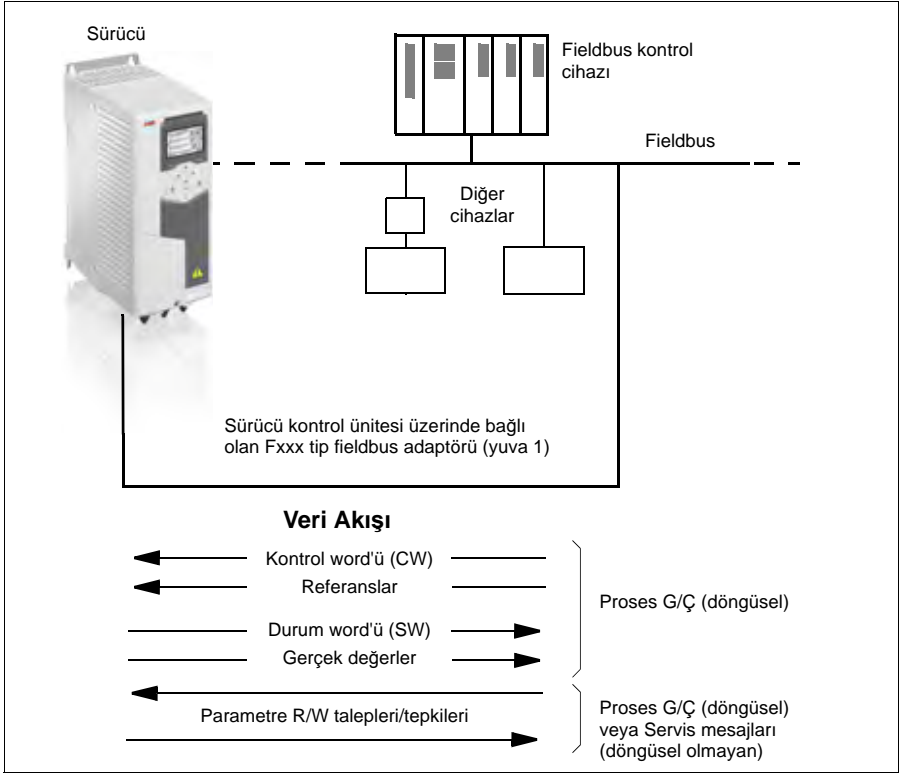 Sürücü
Fieldbus kontrol
cihazı
Fieldbus
Diğer
cihazlar
Sürücü kontrol ünitesi üzerinde bağlı
olan Fxxx tip fieldbus adaptörü (yuva 1)
Veri Akışı
Kontrol word'ü (CW)
Referanslar
Proses G/Ç (döngüsel)
Durum word'ü (SW)
Gerçek değerler
Parametre R/W talepleri/tepkileri
Proses G/Ç (döngüsel)
veya Servis mesajları
(döngüsel olmayan)